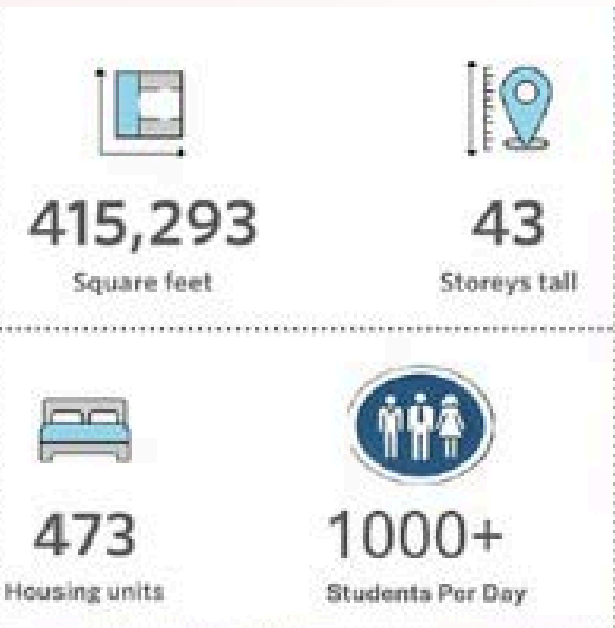 415,293
Square feet
43
Storeys tall
473
Housing units
1000+
Students Per Day